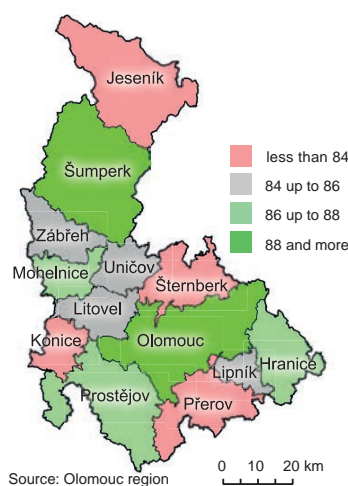 Jeseník
Šumperk
less than 84
84 up to 86
86 up to 88
88 and more
Zábřeh
Mohelnice
Uničov
Šternberk
Litovel
Konice
Olomouc
Hranice
Lipník
Prostějov
Přerov
Source: Olomouc region
0 10 20 km